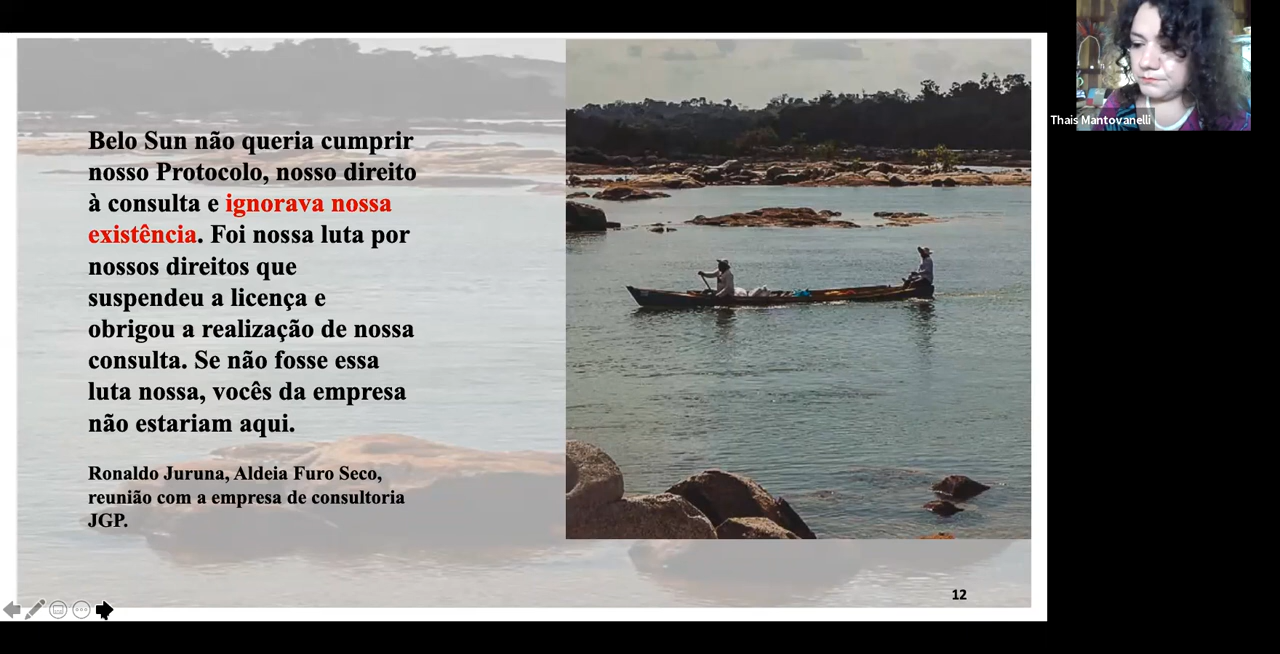 Belo Sun não queria cumprir
nosso Protocolo, nosso direito
à consulta e ignorava nossa
existência. Foi nossa luta por
nossos direitos que
suspendeu a licença e
obrigou a realização de nossa
consulta. Se não fosse essa
luta nossa, vocês da empresa
não estariam aqui.
Ronaldo Juruna, Aldeia Furo Seco,
reunião com a empresa de consultoria
JGP.
12
Thais Mantovanelli